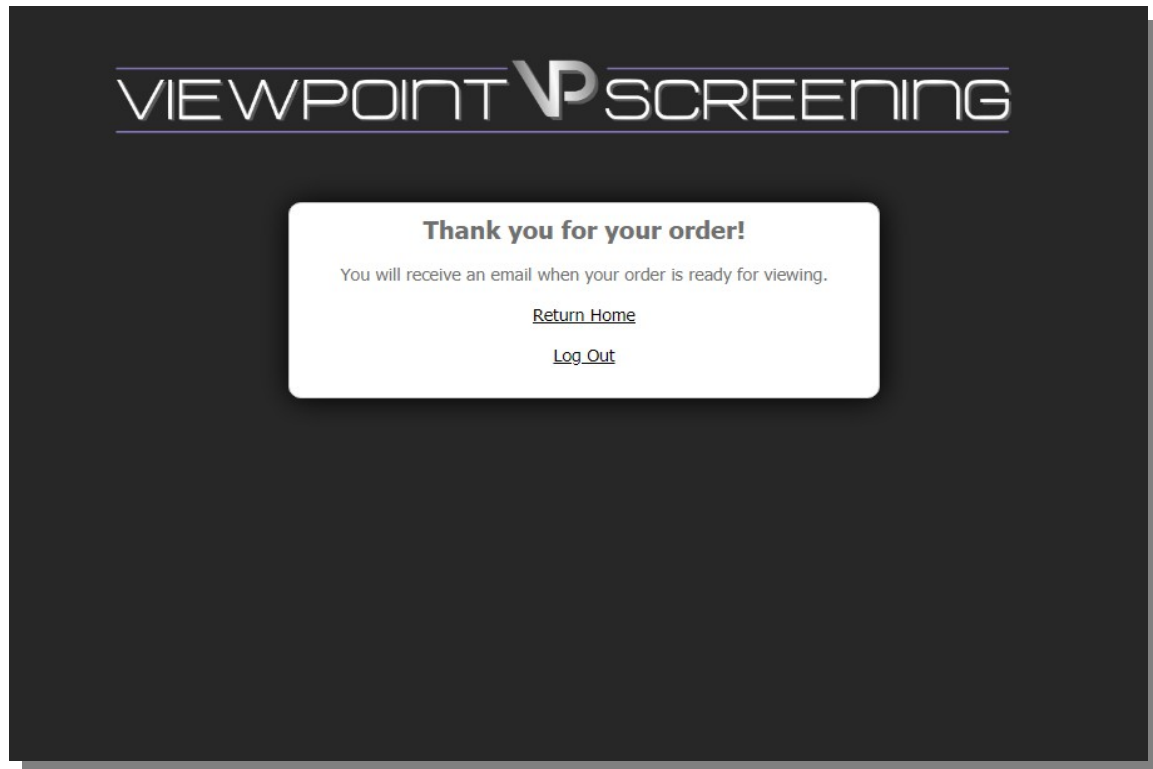 VIEWPOINT VP SCREENING
Thank you for your order!
You will receive an email when your order is ready for viewing.
Return Home
Log Out